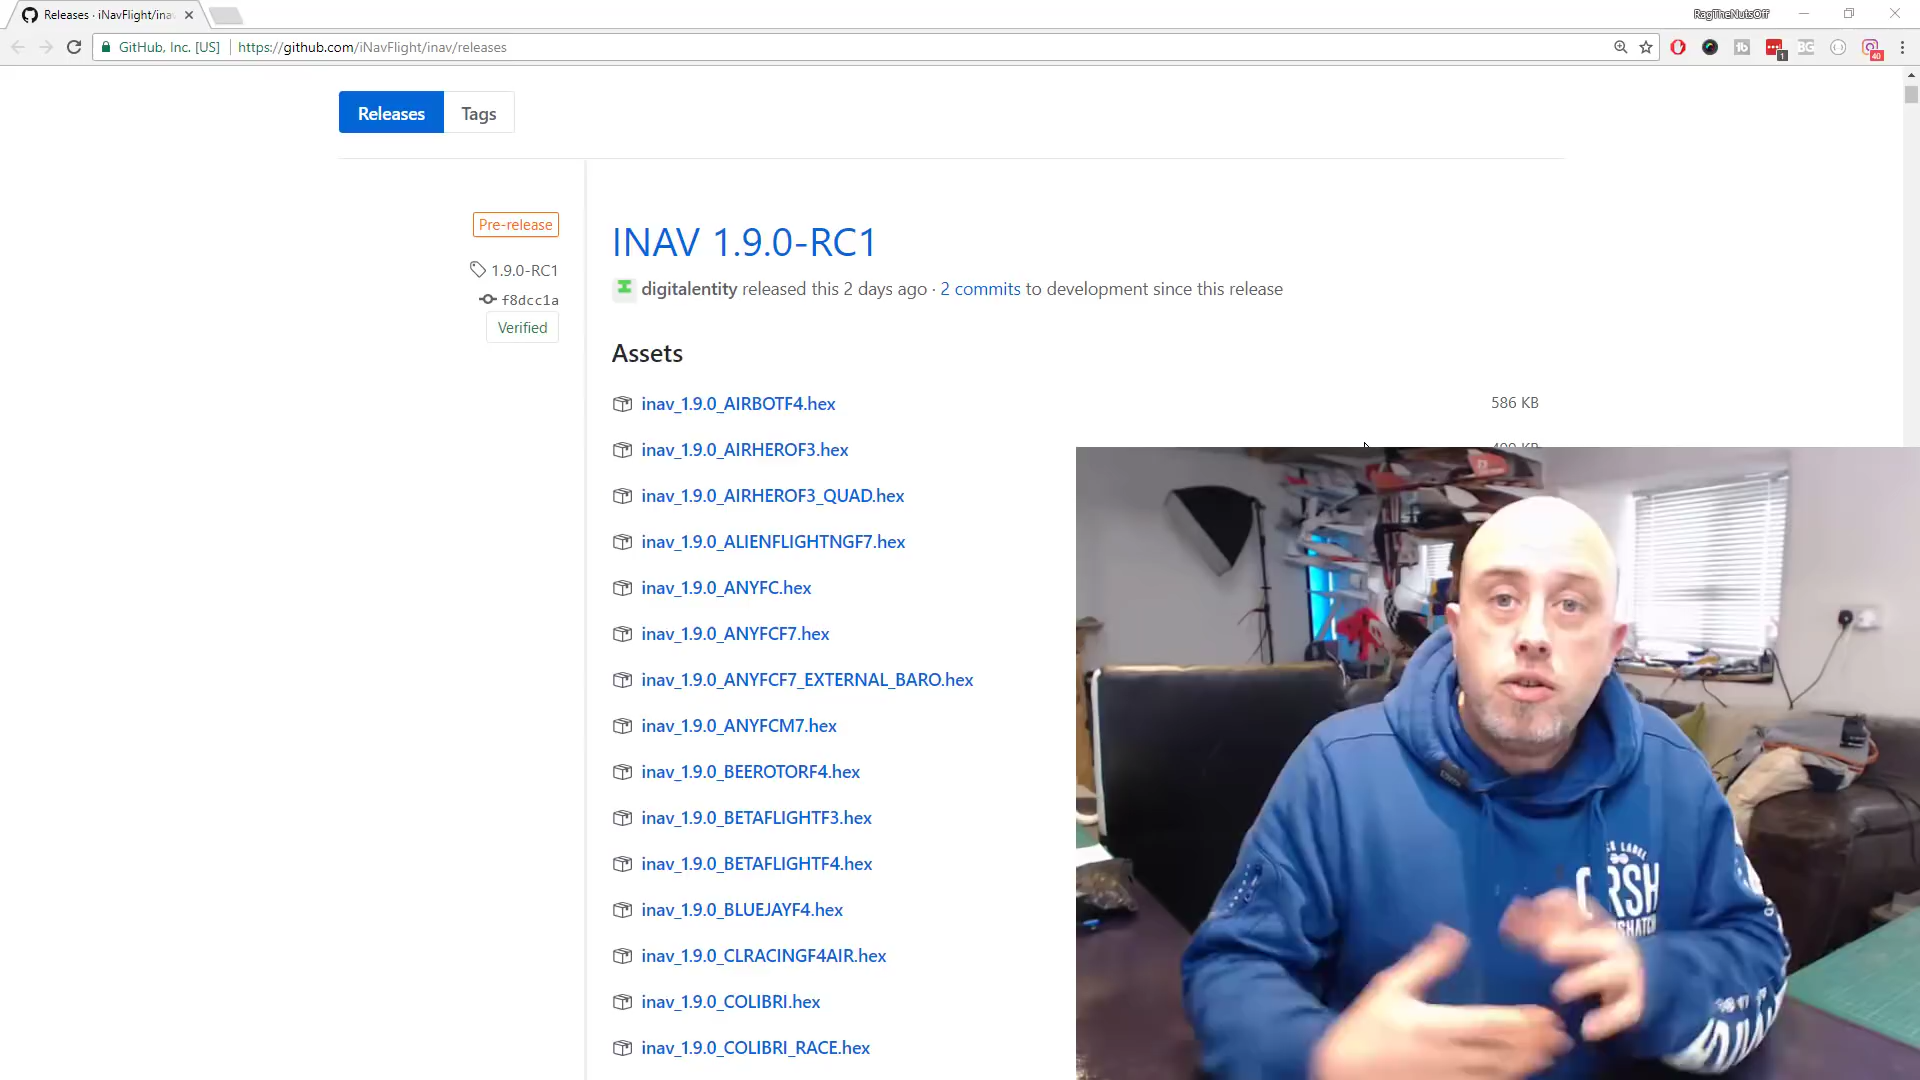 Releases · iNavFlight/ina
RagTheNutsOff
GitHub, Inc. [US]
https://github.com/iNavFlight/inav/releases
1
40
Releases
Tags
Pre-release
INAV 1.9.0-RC1
1.9.0-RC1
digitalentity released this 2 days ago · 2 commits to development since this release
f8dcc1a
Verified
Assets
inav_1.9.0_AIRBOTF4.hex
586 KB
inav_1.9.0_AIRHEROF3.hex
inav_1.9.0_AIRHEROF3_QUAD.hex
inav_1.9.0_ALIENFLIGHTNGF7.hex
inav_1.9.0_ANYFC.hex
inav_1.9.0_ANYFCF7.hex
inav_1.9.0_ANYFCF7_EXTERNAL_BARO.hex
inav_1.9.0_ANYFCM7.hex
inav_1.9.0_BEEROTORF4.hex
inav_1.9.0_BETAFLIGHTF3.hex
inav_1.9.0_BETAFLIGHTF4.hex
inav_1.9.0_BLUEJAYF4.hex
inav_1.9.0_CLRACINGF4AIR.hex
inav_1.9.0_COLIBRI.hex
inav_1.9.0_COLIBRI_RACE.hex
LABEL